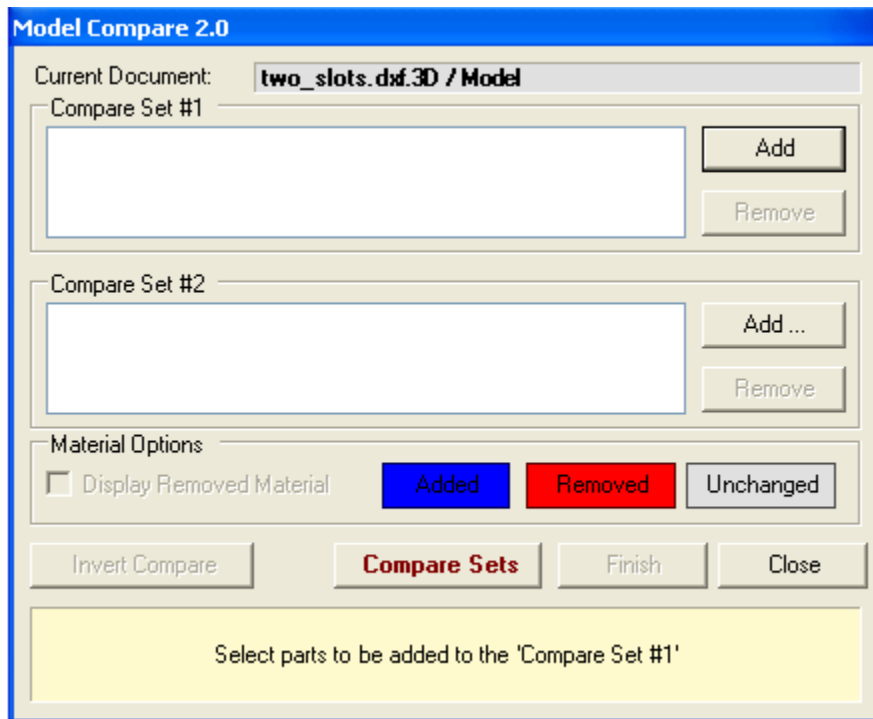 Model Compare 2.0
Current Document: two_slots.dxf.3D / Model
Compare Set #1
Add
Remove
Compare Set #2
Add ...
Remove
Material Options
Display Removed Material Added Removed Unchanged
Invert Compare Compare Sets Finish Close
Select parts to be added to the 'Compare Set #1'